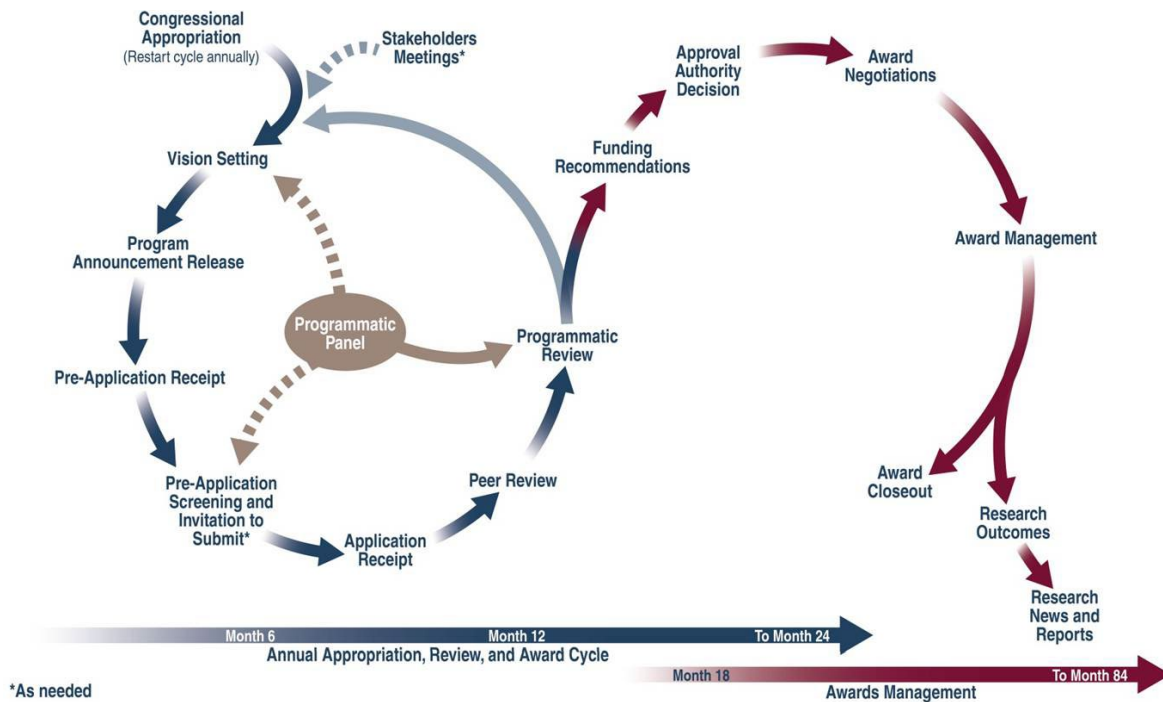 Congressional
Appropriation
(Restart cycle annually)
Stakeholders
Meetings*
Vision Setting
Program
Announcement Release
Pre-Application Receipt
Pre-Application
Screening and
Invitation to
Submit*
Application
Receipt
Peer Review
Programmatic
Panel
Programmatic
Review
Funding
Recommendations
Approval
Authority
Decision
Award
Negotiations
Award Management
Award
Closeout
Research
Outcomes
Research
News and
Reports
Month 6
Month 12
To Month 24
Annual Appropriation, Review, and Award Cycle
Month 18
To Month 84
Awards Management
*As needed